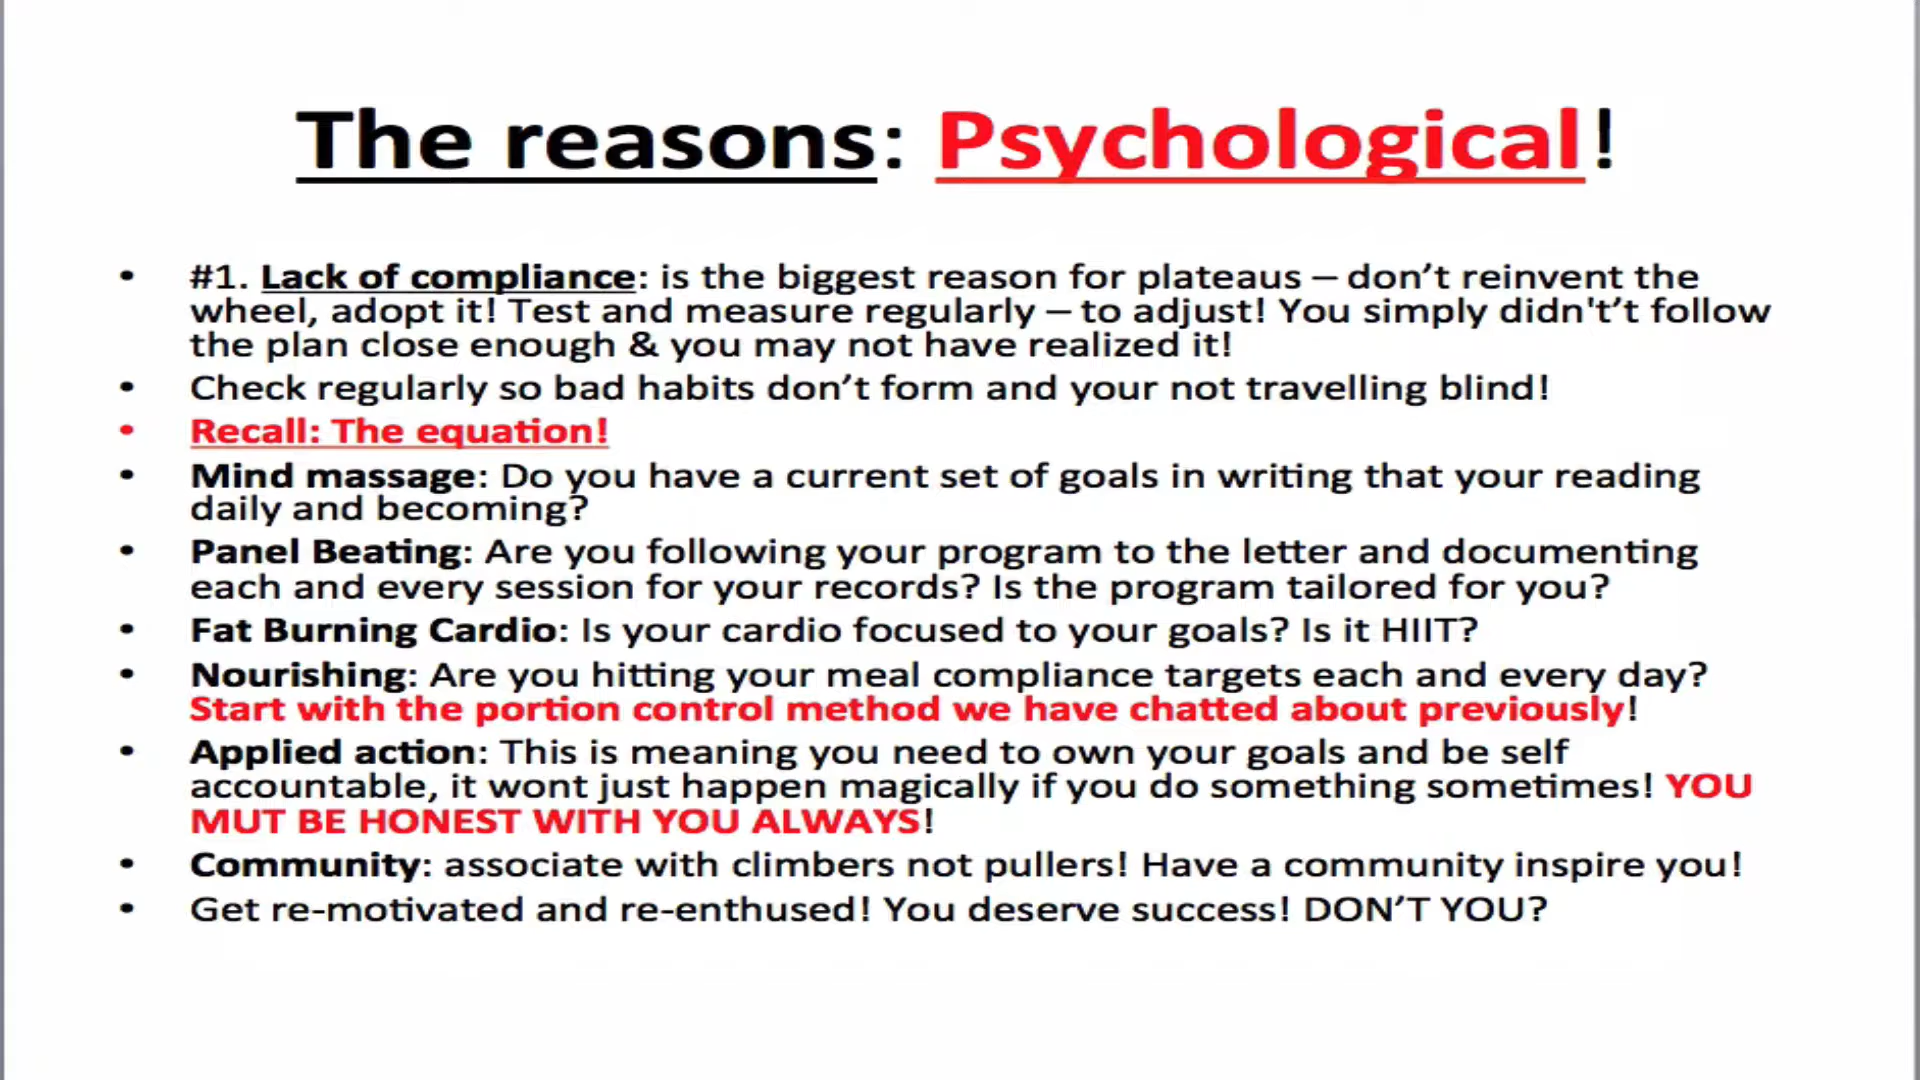 The reasons: Psychological!
• #1. Lack of compliance: is the biggest reason for plateaus – don’t reinvent the
wheel, adopt it! Test and measure regularly – to adjust! You simply didn't’t follow
the plan close enough & you may not have realized it!
• Check regularly so bad habits don’t form and your not travelling blind!
• Recall: The equation!
• Mind massage: Do you have a current set of goals in writing that your reading
daily and becoming?
• Panel Beating: Are you following your program to the letter and documenting
each and every session for your records? Is the program tailored for you?
• Fat Burning Cardio: Is your cardio focused to your goals? Is it HIIT?
• Nourishing: Are you hitting your meal compliance targets each and every day?
Start with the portion control method we have chatted about previously!
• Applied action: This is meaning you need to own your goals and be self
accountable, it wont just happen magically if you do something sometimes! YOU
MUT BE HONEST WITH YOU ALWAYS!
• Community: associate with climbers not pullers! Have a community inspire you!
• Get re-motivated and re-enthused! You deserve success! DON’T YOU?